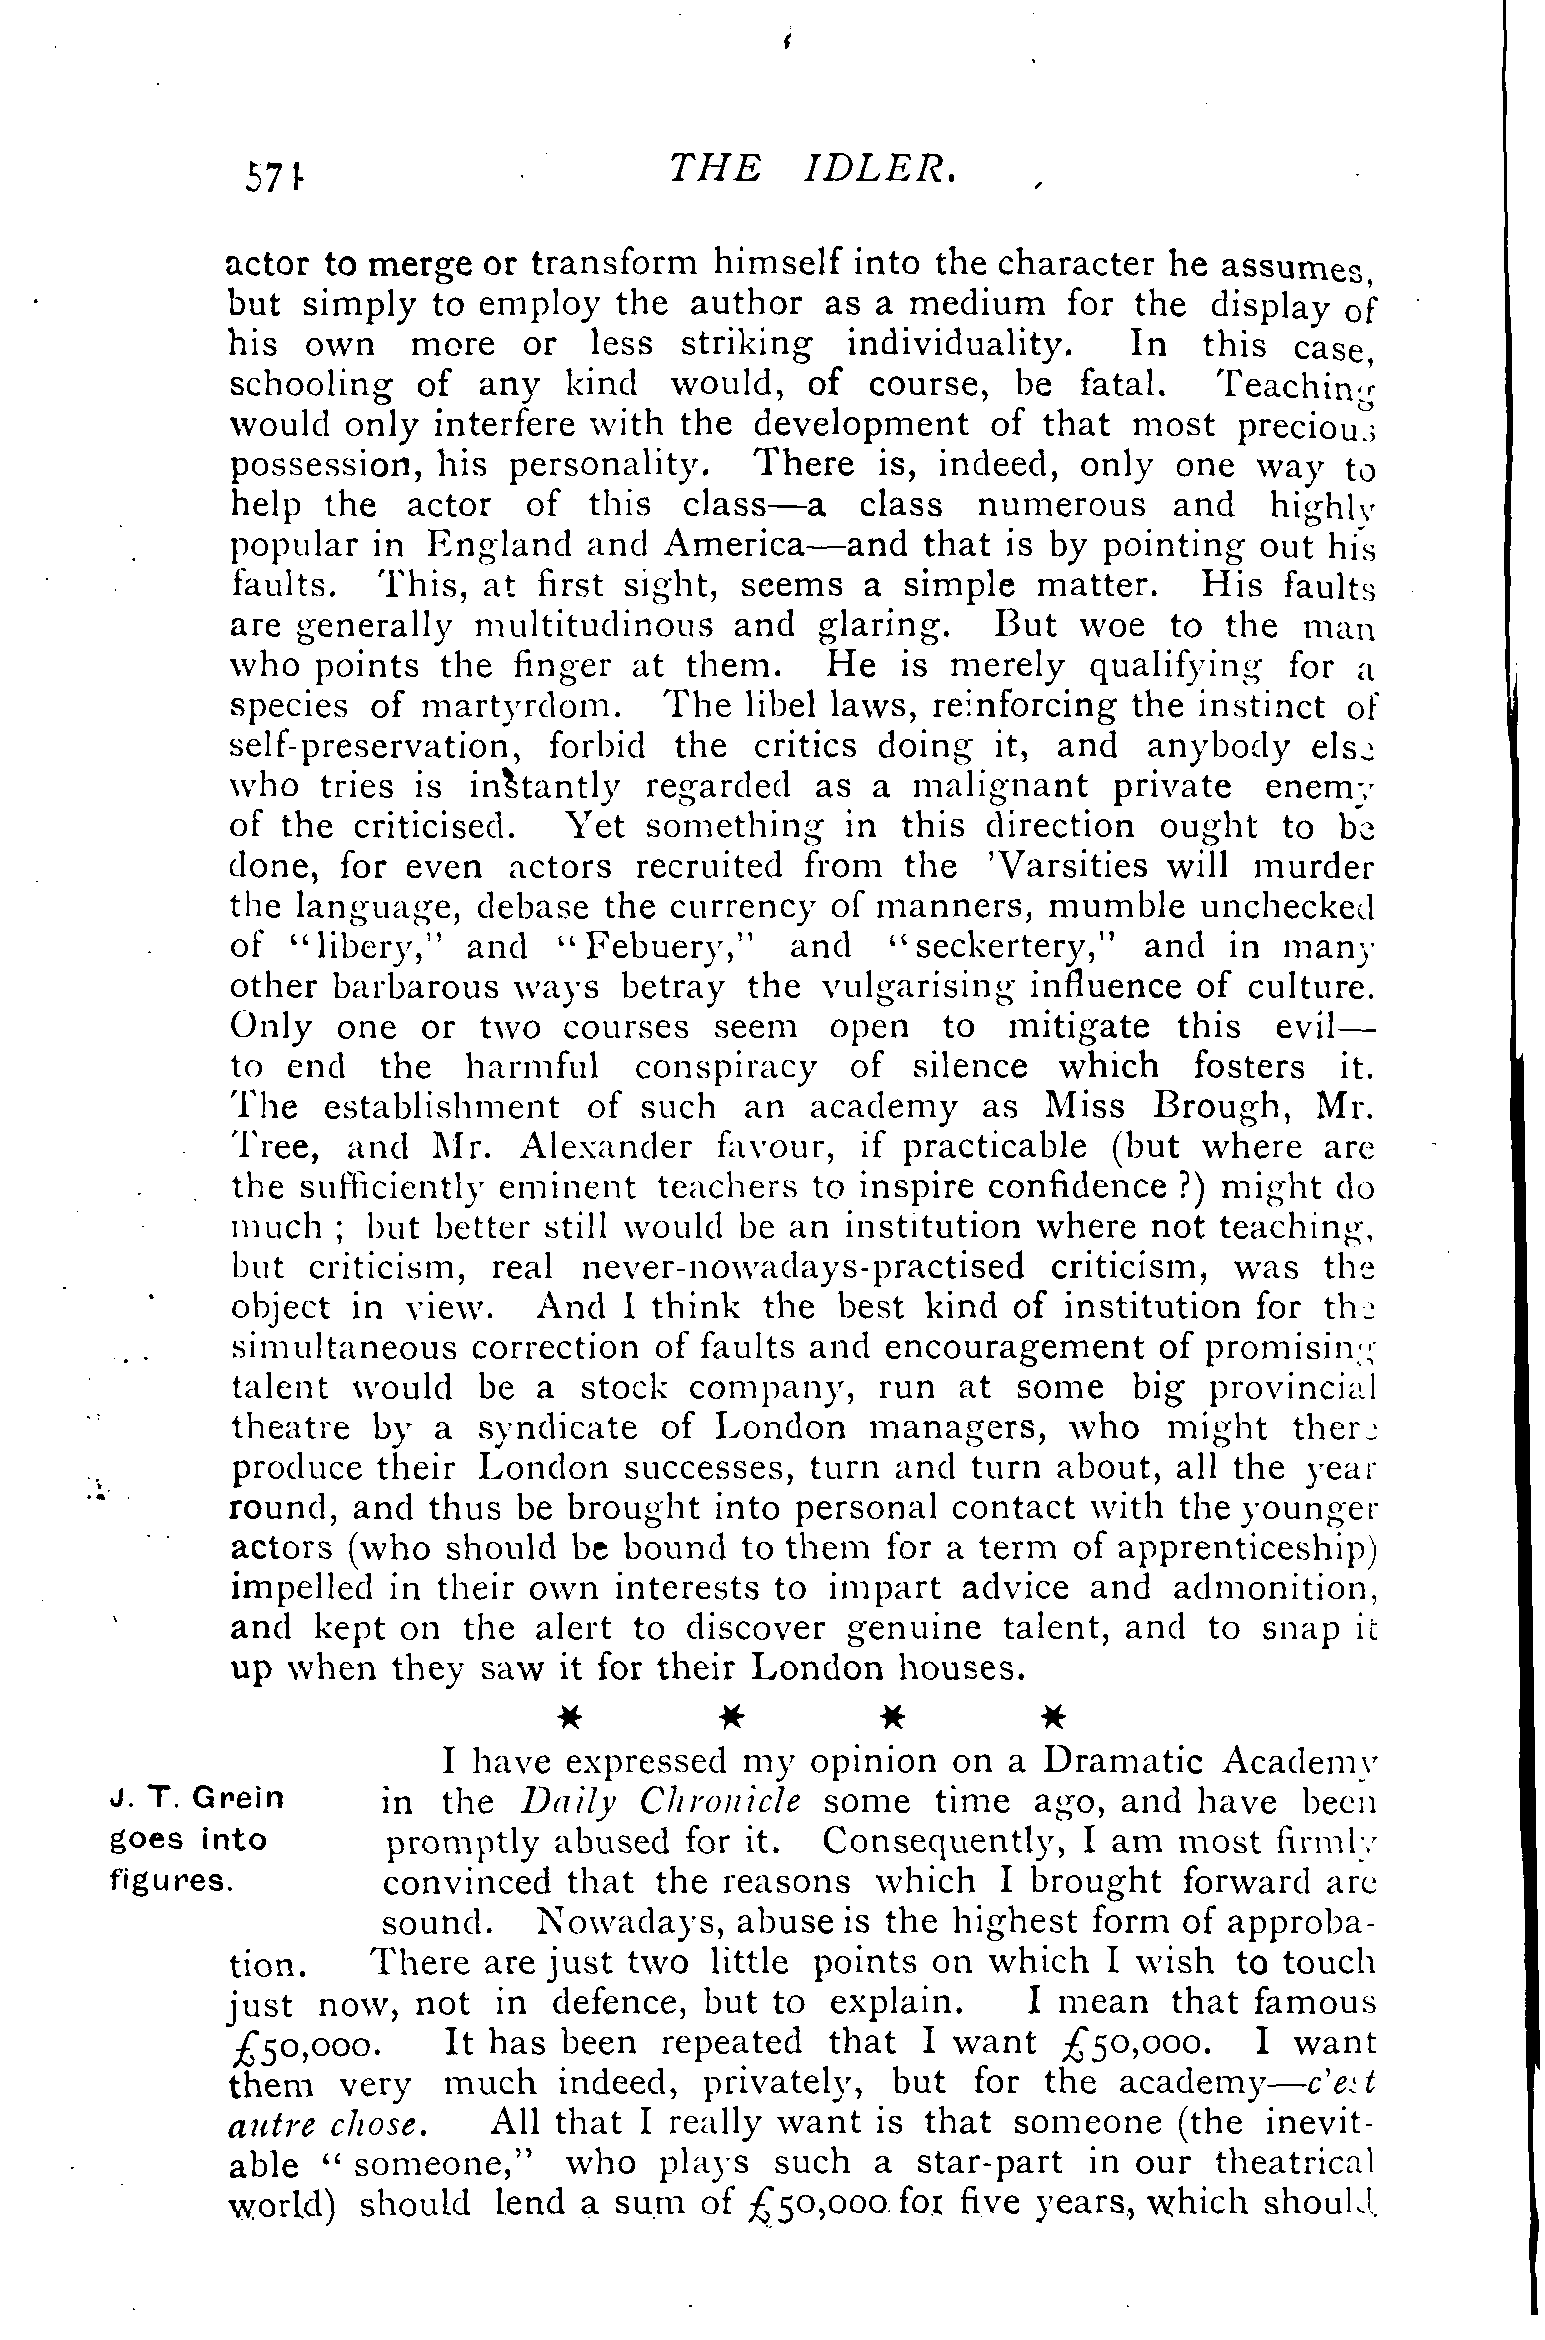 574 THE IDLER.
actor to merge or transform himself into the character he assumes,
but simply to employ the author as a medium for the display of
his own more or less striking individuality. In this case,
schooling of any kind would, of course, be fatal. Teaching
would only interfere with the development of that most precious
possession, his personality. There is, indeed, only one way to
help the actor of this class—a class numerous and highly
popular in England and America—and that is by pointing out his
faults. This, at first sight, seems a simple matter. His faults
are generally multitudinous and glaring. But woe to the man
who points the finger at them. He is merely qualifying for a
species of martyrdom. The libel laws, reinforcing the instinct of
self-preservation, forbid the critics doing it, and anybody else
who tries is instantly regarded as a malignant private enemy
of the criticised. Yet something in this direction ought to be
done, for even actors recruited from the 'Varsities will murder
the language, debase the currency of manners, mumble unchecked
of "libery," and "Febuery," and "seckertery," and in many
other barbarous ways betray the vulgarising influence of culture.
Only one or two courses seem open to mitigate this evil—
to end the harmful conspiracy of silence which fosters it.
The establishment of such an academy as Miss Brough, Mr.
Tree, and Mr. Alexander favour, if practicable (but where are
the sufficiently eminent teachers to inspire confidence ?) might do
much ; but better still would be an institution where not teaching,
but criticism, real never-nowadays-practised criticism, was the
object in view. And I think the best kind of institution for the
simultaneous correction of faults and encouragement of promising
talent would be a stock company, run at some big provincial
theatre by a syndicate of London managers, who might there
produce their London successes, turn and turn about, all the year
round, and thus be brought into personal contact with the younger
actors (who should be bound to them for a term of apprenticeship)
impelled in their own interests to impart advice and admonition,
and kept on the alert to discover genuine talent, and to snap it
up when they saw it for their London houses.
* * * *
J. T. Grein
goes into
figures.
I have expressed my opinion on a Dramatic Academy
in the Daily Chronicle some time ago, and have been
promptly abused for it. Consequently, I am most firmly
convinced that the reasons which I brought forward are
sound. Nowadays, abuse is the highest form of approba-
tion. There are just two little points on which I wish to touch
just now, not in defence, but to explain. I mean that famous
£50,000. It has been repeated that I want £50,000. I want
them very much indeed, privately, but for the academy—c'est
autre chose. All that I really want is that someone (the inevit-
able "someone," who plays such a star-part in our theatrical
world) should lend a sum of £50,000 for five years, which should